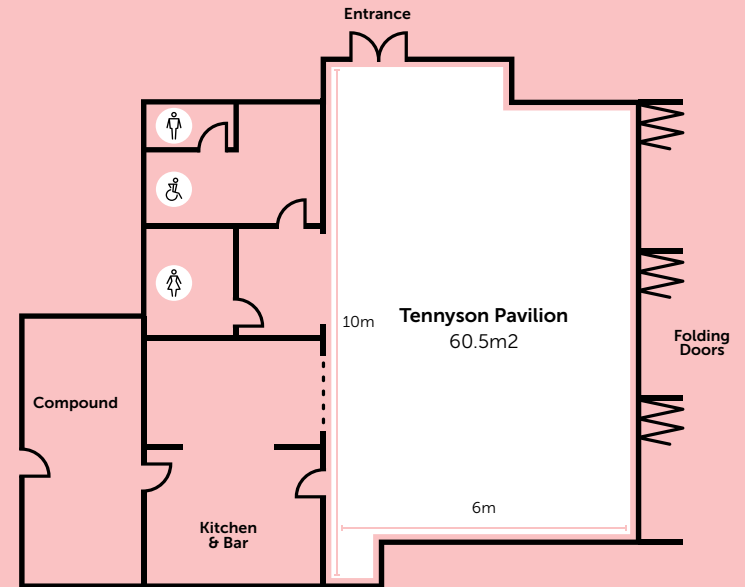 Entrance
10m
Tennyson Pavilion
60.5m2
Folding
Doors
Compound
6m
Kitchen
& Bar